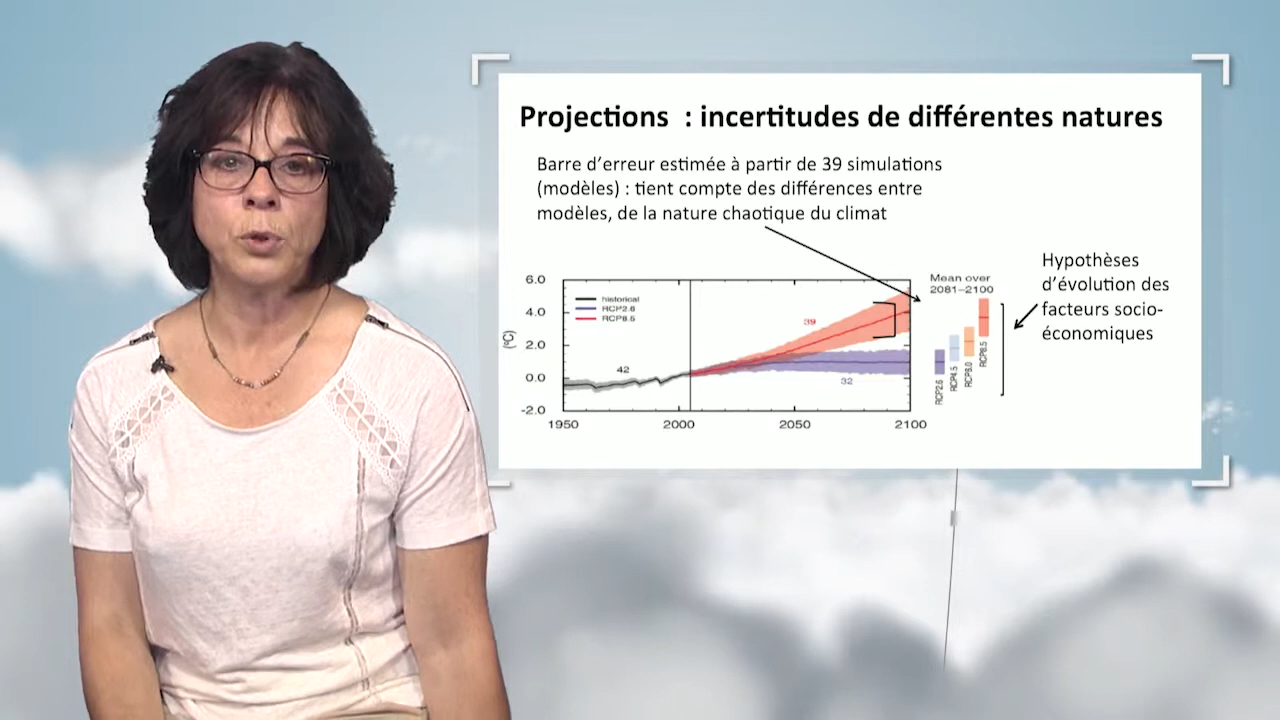 Projections : incertitudes de différentes natures
Barre d'erreur estimée à partir de 39 simulations
(modèles) : tient compte des différences entre
modèles, de la nature chaotique du climat
Hypothèses
d'évolution des
facteurs socio-
économiques
Mean over
2081–2100
6.0
4.0
2.0
0.0
-2.0
(°C)
historical
RCP2.6
RCP8.5
42
39
32
1950
2000
2050
2100
RCP2.6
RCP4.5
RCP6.0
RCP8.5